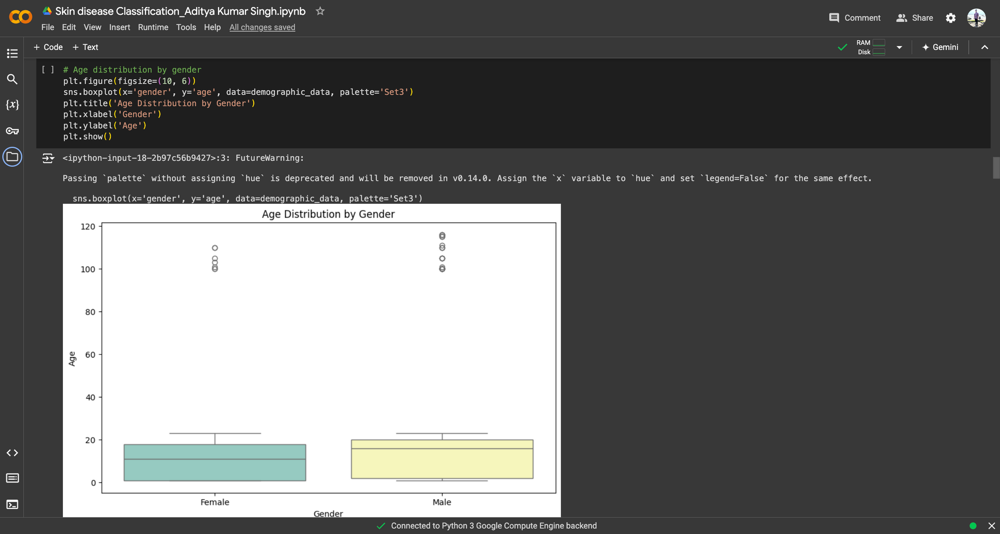 Skin disease Classification_Aditya Kumar Singh.ipynb
File Edit View Insert Runtime Tools Help All changes saved
Comment Share
+ Code + Text
RAM
Disk
Gemini
{x}
[ ] # Age distribution by gender
plt.figure(figsize=(10, 6))
sns.boxplot(x='gender', y='age', data=demographic_data, palette='Set3')
plt.title('Age Distribution by Gender')
plt.xlabel('Gender')
plt.ylabel('Age')
plt.show()
<ipython-input-18-2b97c56b9427>:3: FutureWarning:
Passing `palette` without assigning `hue` is deprecated and will be removed in v0.14.0. Assign the `x` variable to `hue` and set `legend=False` for the same effect.
sns.boxplot(x='gender', y='age', data=demographic_data, palette='Set3')
Age Distribution by Gender
120
100
80
60
40
20
0
Age
Female Male
Gender
Connected to Python 3 Google Compute Engine backend